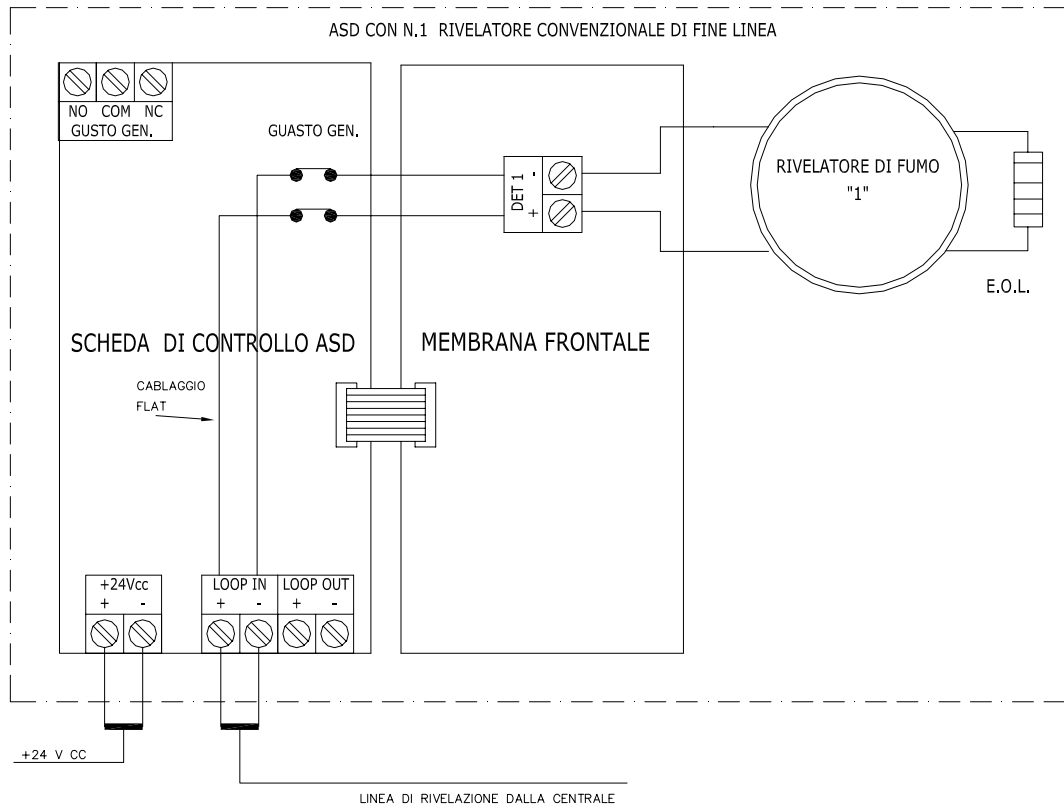 ASD CON N.1 RIVELATORE CONVENZIONALE DI FINE LINEA
NO COM NC
GUSTO GEN.
GUASTO GEN.
DET 1
-
+
RIVELATORE DI FUMO
"1"
E.O.L.
SCHEDA DI CONTROLLO ASD
MEMBRANA FRONTALE
CABLAGGIO
FLAT
+24Vcc
+ -
LOOP IN
+ -
LOOP OUT
+ -
+24 V CC
LINEA DI RIVELAZIONE DALLA CENTRALE